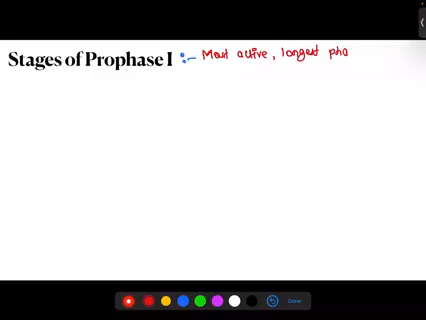 Stages of Prophase I :- Most active, longest pha
Done